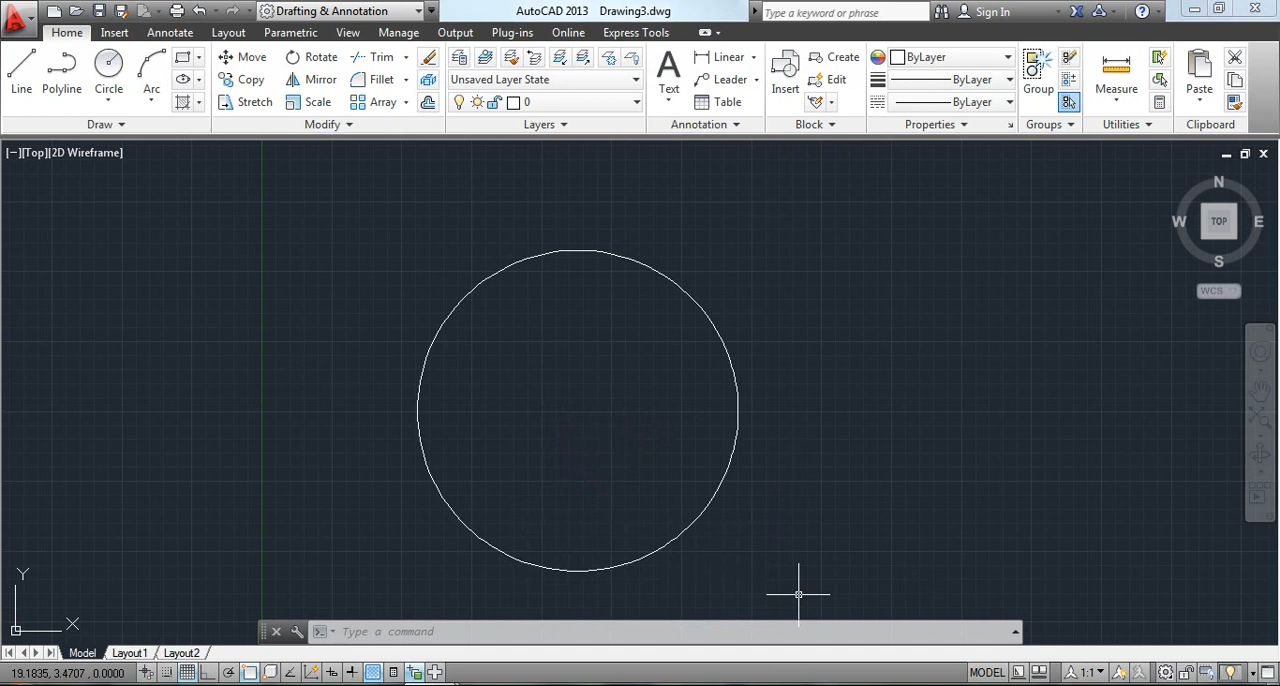 Drafting & Annotation
AutoCAD 2013 Drawing3.dwg
Type a keyword or phrase
Sign In
Home Insert Annotate Layout Parametric View Manage Output Plug-ins Online Express Tools
Move Rotate Trim
Unsaved Layer State
Linear
Create
ByLayer
Line Polyline Circle Arc
Copy Mirror Fillet
Text
Leader
Insert
Edit
ByLayer
Group
Measure
Paste
Stretch Scale Array
0
Table
ByLayer
Draw Modify Layers Annotation Block Properties Groups Utilities Clipboard
[−][Top][2D Wireframe]
N
W TOP E
S
WCS
Y
X
Type a command
Model Layout1 Layout2
19.1835, 3.4707 , 0.0000
MODEL
1:1